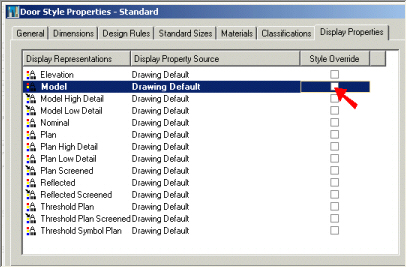 Door Style Properties - Standard
General Dimensions Design Rules Standard Sizes Materials Classifications Display Properties
Display Representations Display Property Source Style Override
Elevation Drawing Default
Model Drawing Default
Model High Detail Drawing Default
Model Low Detail Drawing Default
Nominal Drawing Default
Plan Drawing Default
Plan High Detail Drawing Default
Plan Low Detail Drawing Default
Plan Screened Drawing Default
Reflected Drawing Default
Reflected Screened Drawing Default
Threshold Plan Drawing Default
Threshold Plan Screened Drawing Default
Threshold Symbol Plan Drawing Default